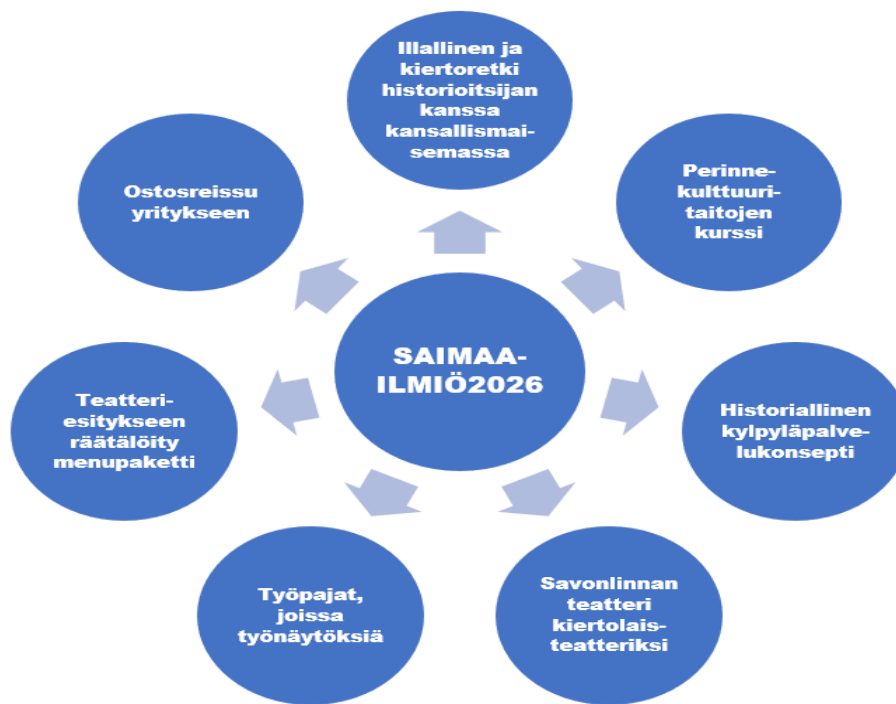 Illallinen ja
kiertoretki
historioitsijan
kanssa
kansallismai-
semassa
Perinne-
kulttuuri-
taitojen
kurssi
Historiallinen
kylpyläpalve-
lukonsepti
Savonlinnan
teatteri
kiertolais-
teatteriksi
Työpajat,
joissa
työnäytöksiä
Teatteri-
esitykseen
räätälöity
menupaketti
Ostosreissu
yritykseen
SAIMAA-
ILMIÖ2026